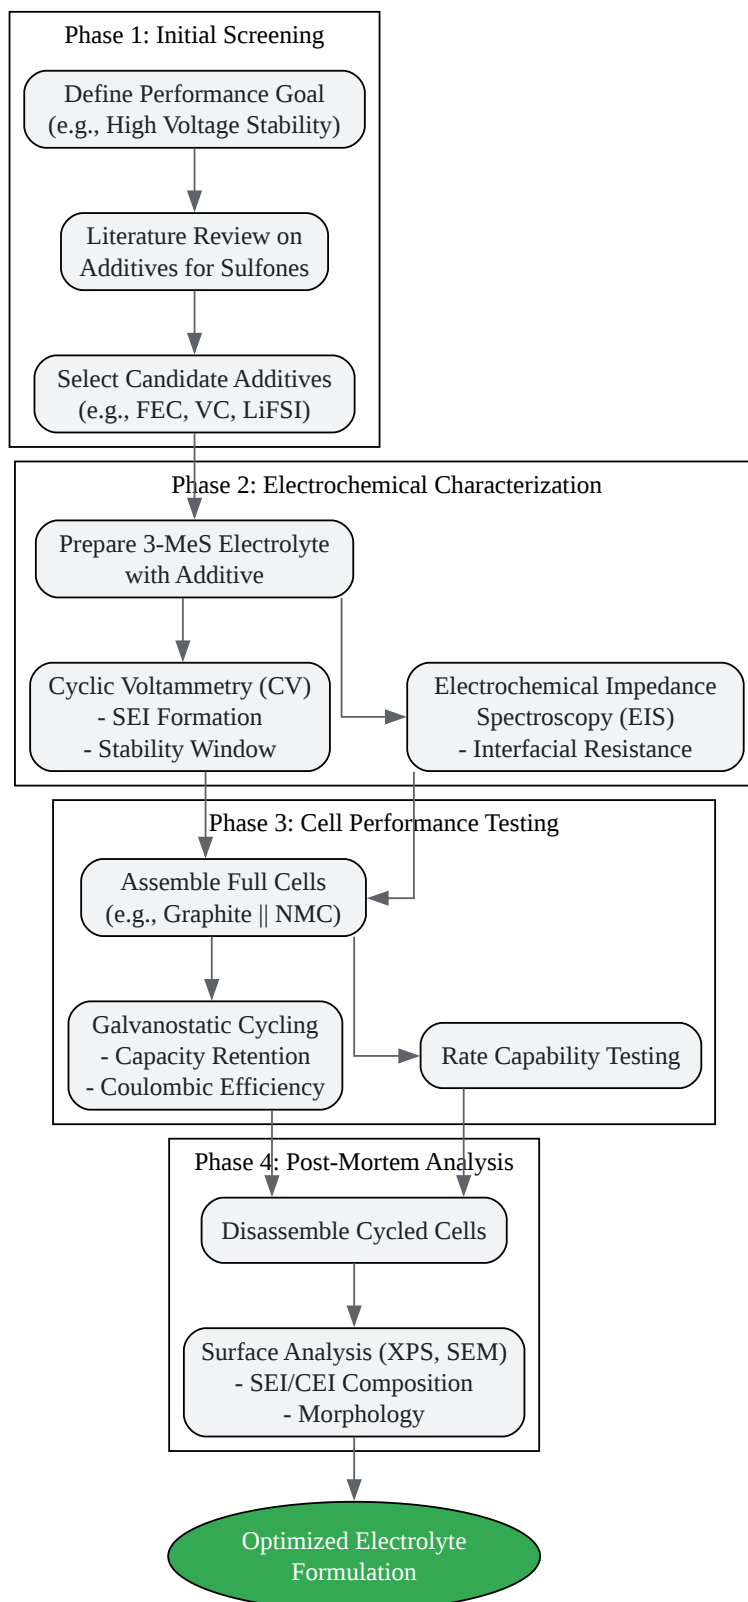 Phase 1: Initial Screening
Define Performance Goal
(e.g., High Voltage Stability)
Literature Review on
Additives for Sulfones
Select Candidate Additives
(e.g., FEC, VC, LiFSI)
Phase 2: Electrochemical Characterization
Prepare 3-MeS Electrolyte
with Additive
Cyclic Voltammetry (CV)
- SEI Formation
- Stability Window
Electrochemical Impedance
Spectroscopy (EIS)
- Interfacial Resistance
Phase 3: Cell Performance Testing
Assemble Full Cells
(e.g., Graphite || NMC)
Galvanostatic Cycling
- Capacity Retention
- Coulombic Efficiency
Rate Capability Testing
Phase 4: Post-Mortem Analysis
Disassemble Cycled Cells
Surface Analysis (XPS, SEM)
- SEI/CEI Composition
- Morphology
Optimized Electrolyte
Formulation